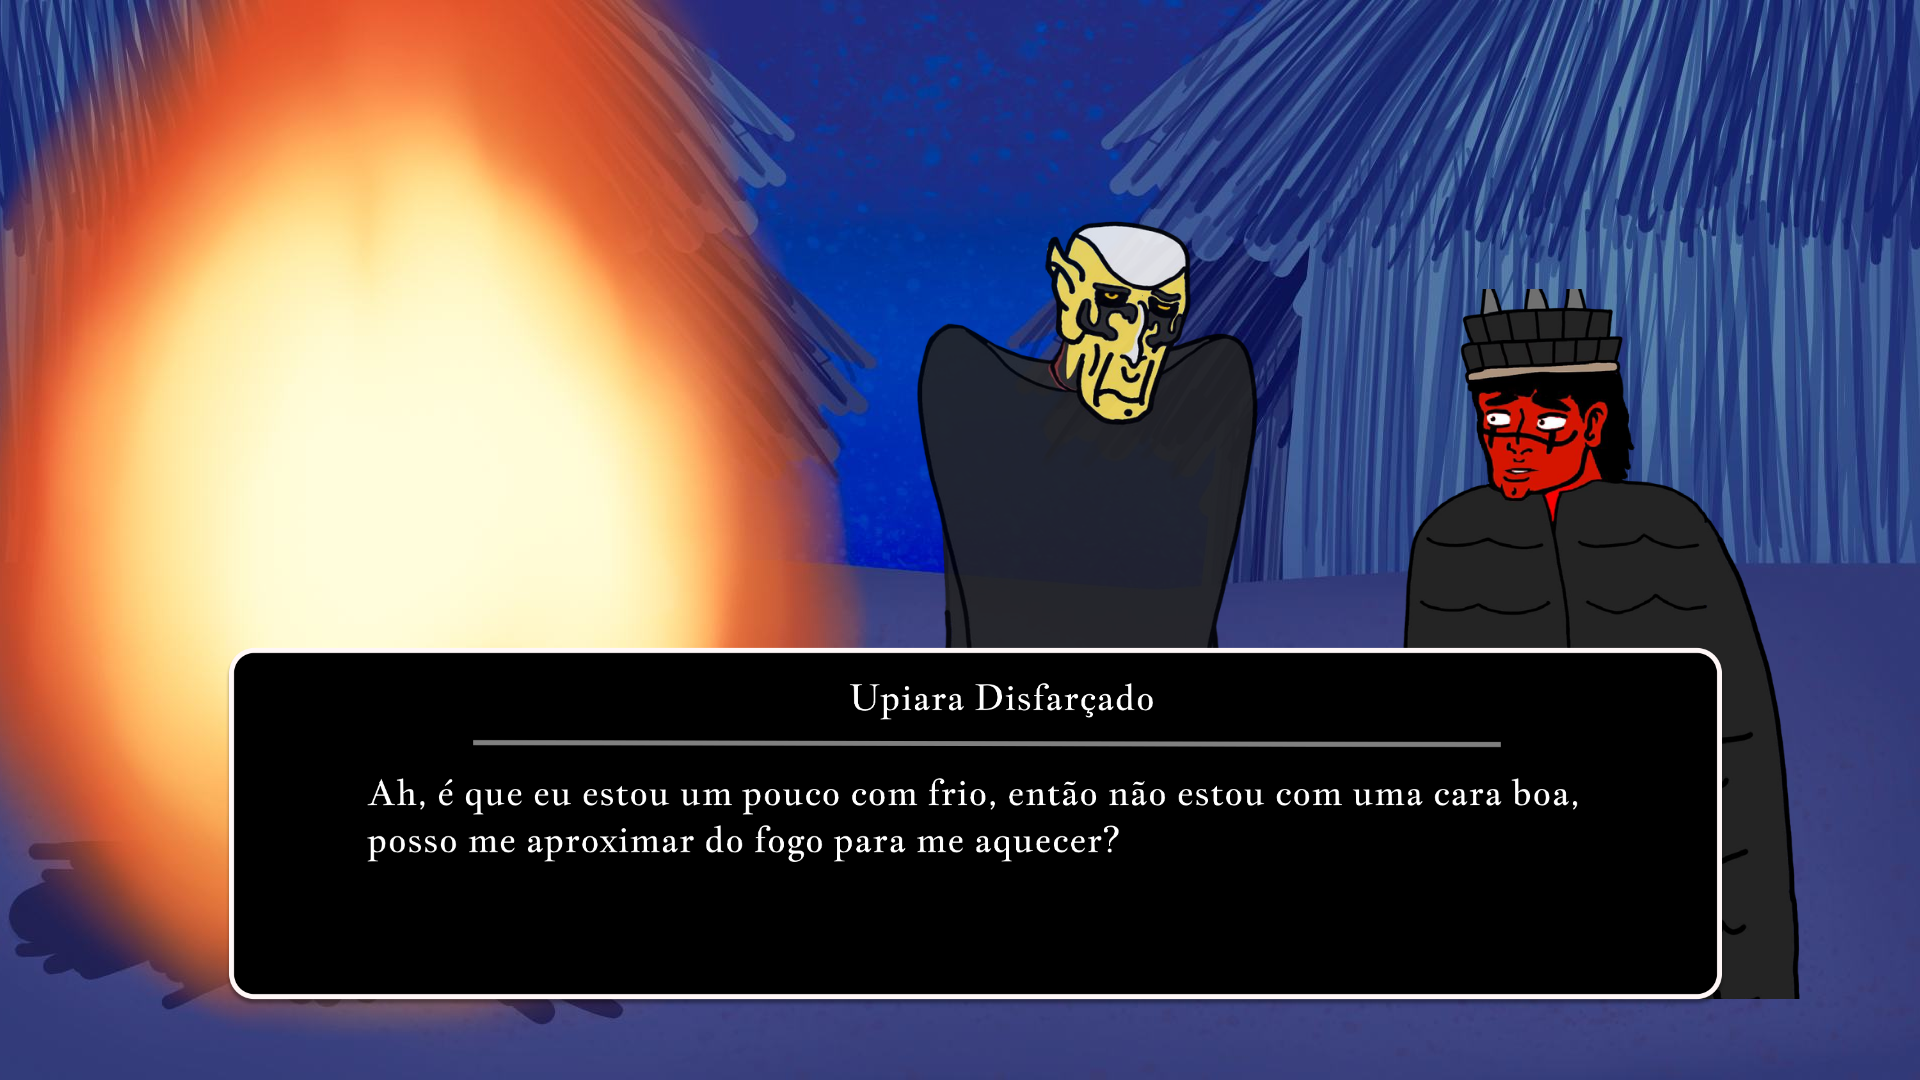 Upiara Disfarçado
Ah, é que eu estou um pouco com frio, então não estou com uma cara boa,
posso me aproximar do fogo para me aquecer?